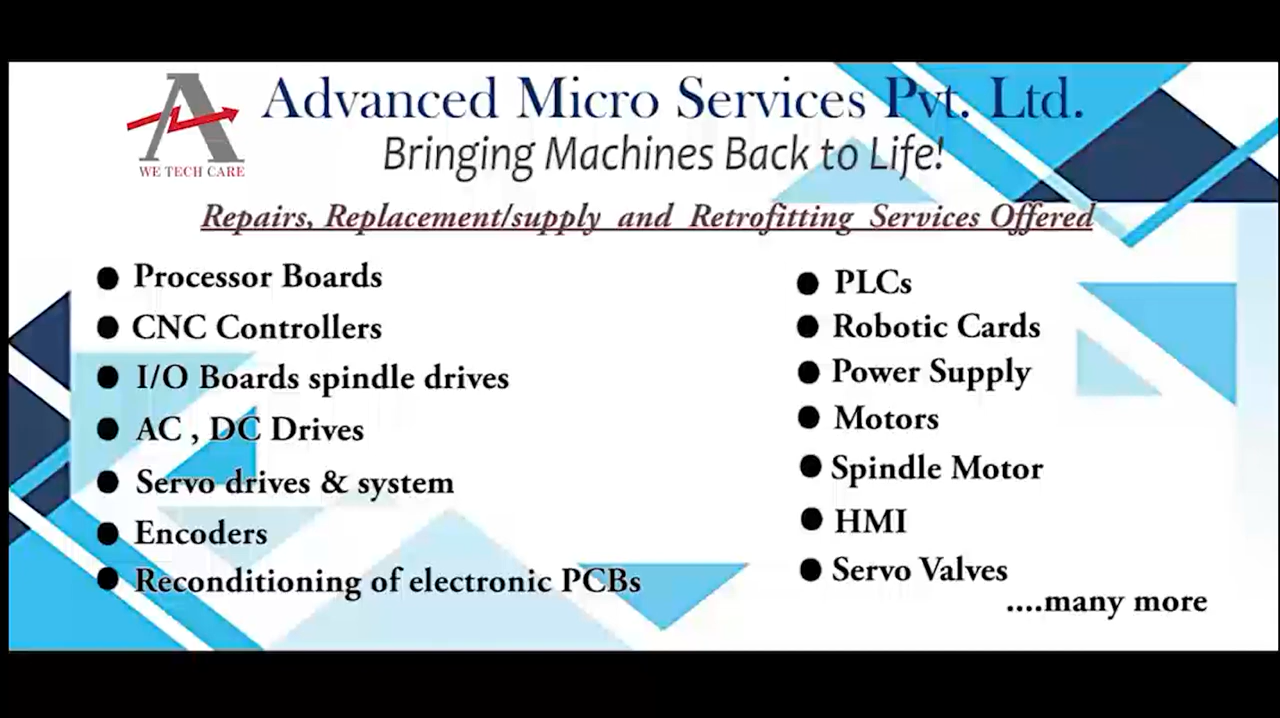 Advanced Micro Services Pvt. Ltd.
WE TECH CARE
Bringing Machines Back to Life!
Repairs, Replacement/supply and Retrofitting Services Offered
● Processor Boards
● CNC Controllers
● I/O Boards spindle drives
● AC , DC Drives
● Servo drives & system
● Encoders
● Reconditioning of electronic PCBs
● PLCs
● Robotic Cards
● Power Supply
● Motors
● Spindle Motor
● HMI
● Servo Valves
....many more